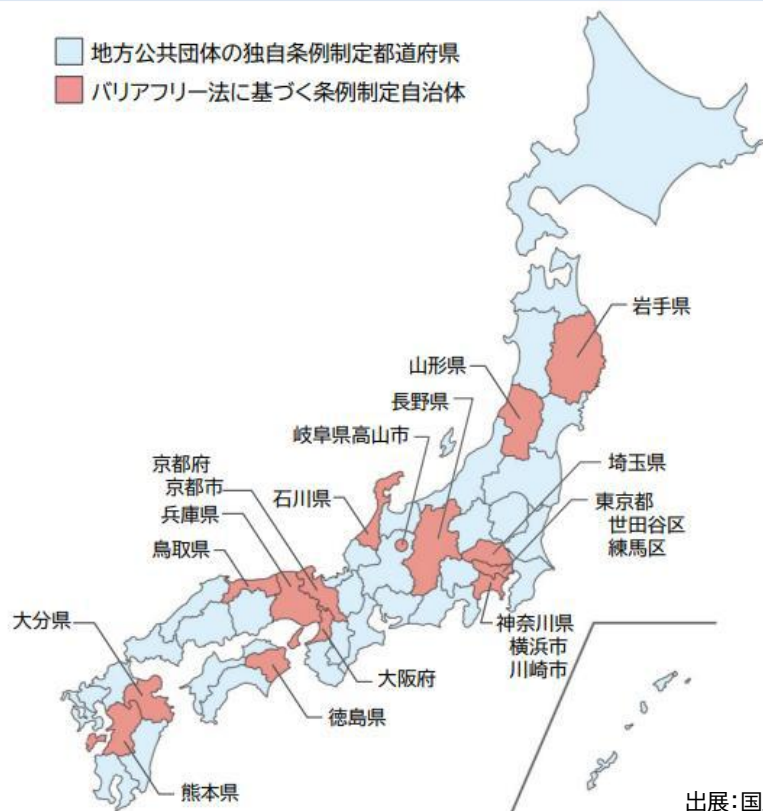 地方公共団体の独自条例制定都道府県
バリアフリー法に基づく条例制定自治体
岩手県
山形県
長野県
岐阜県高山市
埼玉県
京都府
京都市
石川県
東京都
世田谷区
練馬区
兵庫県
鳥取県
大分県
神奈川県
横浜市
川崎市
大阪府
徳島県
熊本県
出展:国